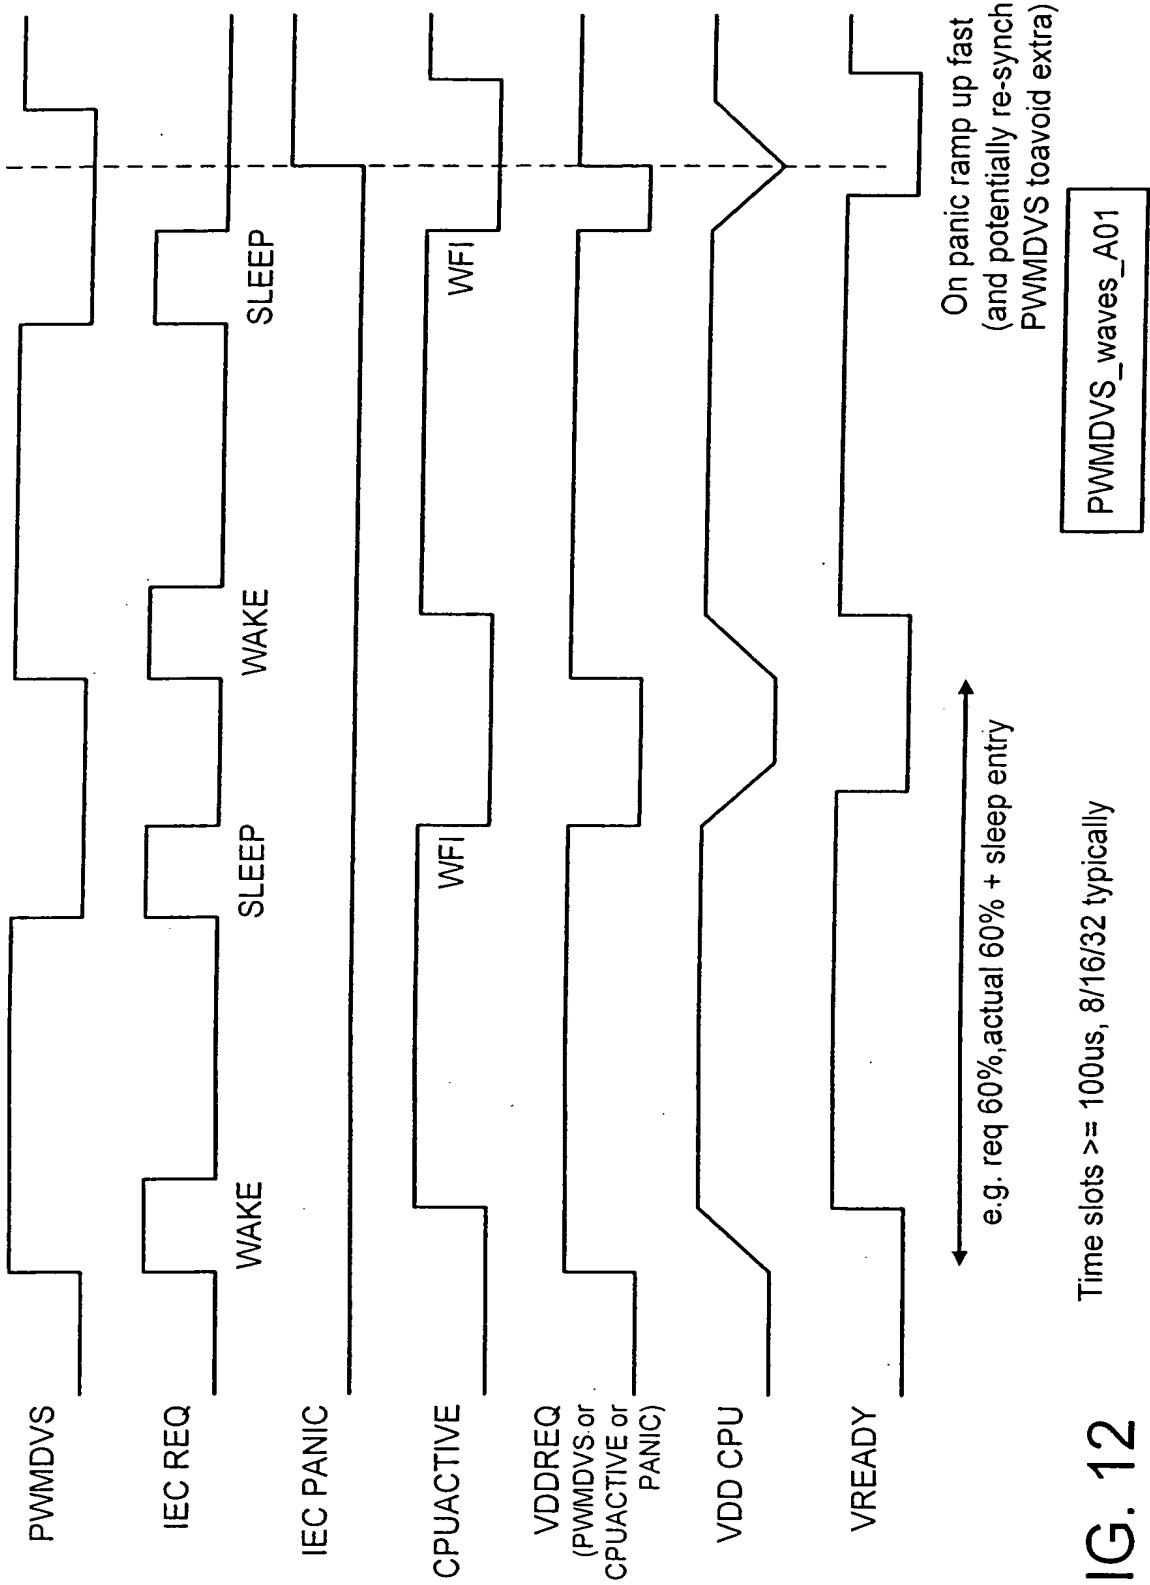 PWMDVS
IEC REQ
WAKE
SLEEP
WAKE
SLEEP
IEC PANIC
CPUACTIVE
WFI
WFI
VDDREQ
(PWMDVS or
CPUACTIVE or
PANIC)
VDD CPU
VREADY
e.g. req 60%,actual 60% + sleep entry
On panic ramp up fast
(and potentially re-synch
PWMDVS toavoid extra)
Time slots >= 100us, 8/16/32 typically
PWMDVS_waves_A01
IG. 12